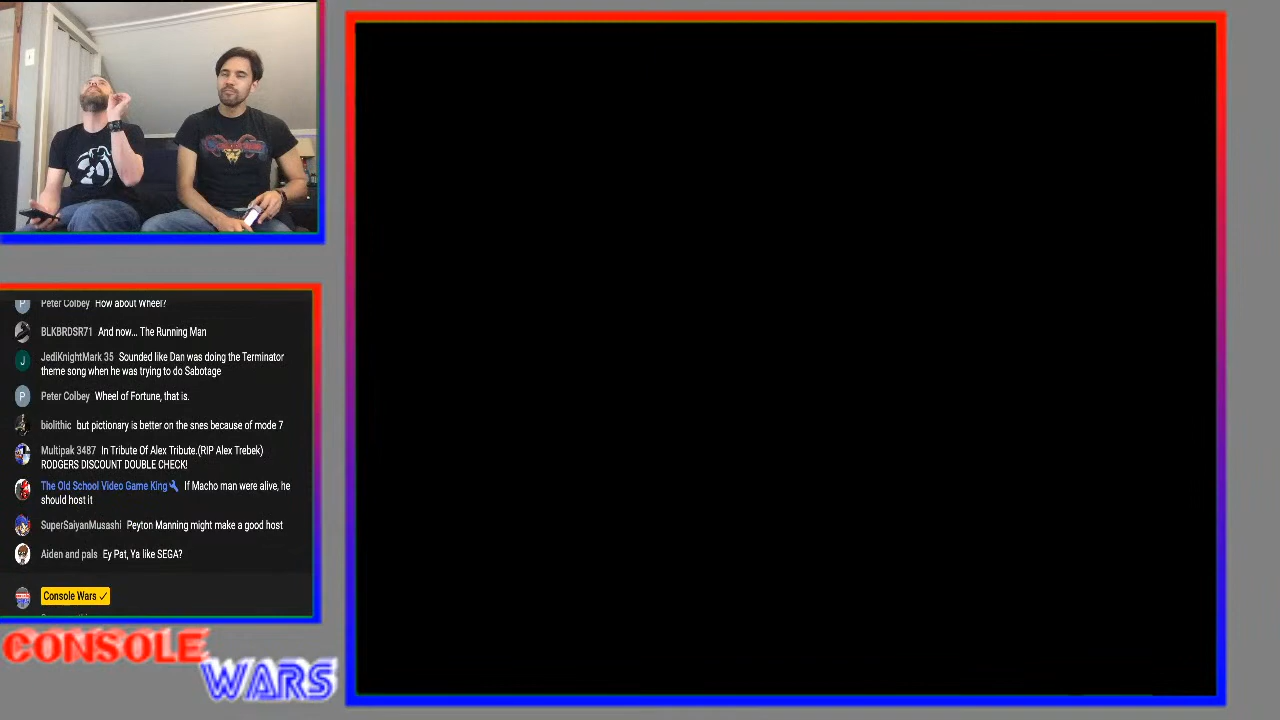 Peter Colbey How about Wheel?
BLKBRDSR71 And now... The Running Man
JediKnightMark 35 Sounded like Dan was doing the Terminator
theme song when he was trying to do Sabotage
Peter Colbey Wheel of Fortune, that is.
biolithic but pictionary is better on the snes because of mode 7
Multipak 3487 In Tribute Of Alex Tribute.(RIP Alex Trebek)
RODGERS DISCOUNT DOUBLE CHECK!
The Old School Video Game King If Macho man were alive, he
should host it
SuperSaiyanMusashi Peyton Manning might make a good host
Aiden and pals Ey Pat, Ya like SEGA?
Console Wars
CONSOLE
WARS